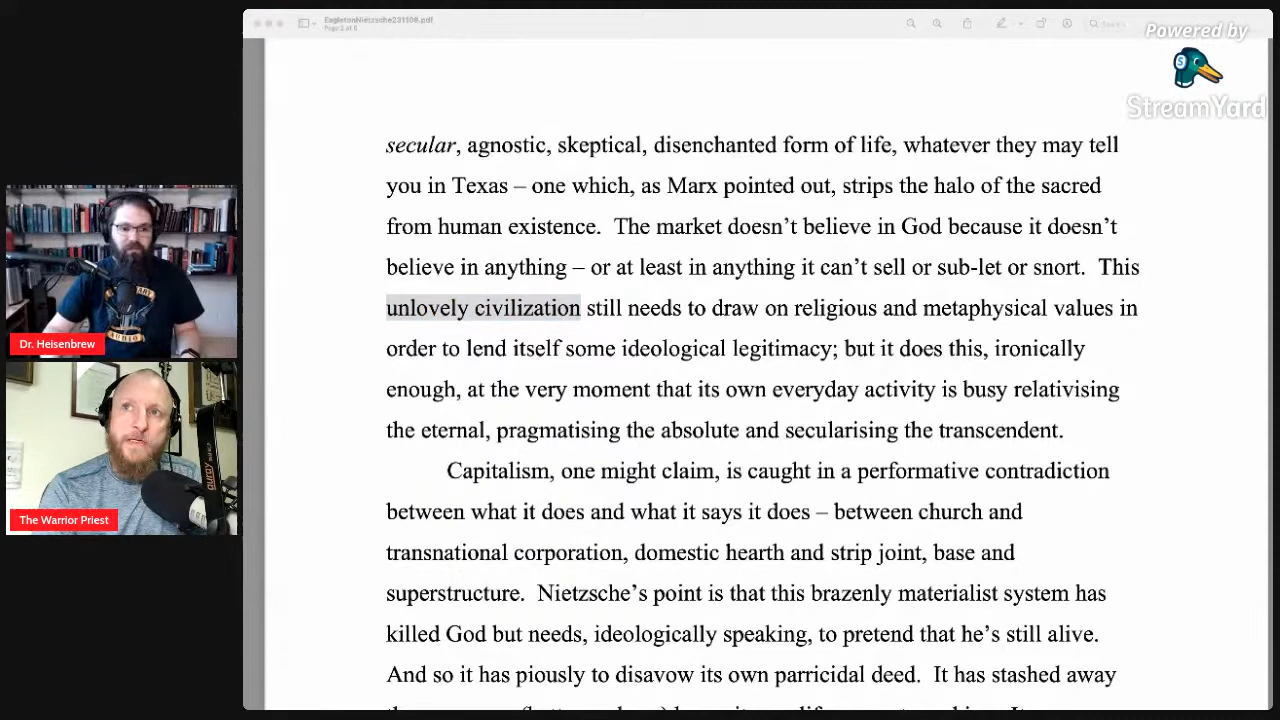 EagletonNietzsche231108.pdf
Page 2 of 6
Search
Powered by
S
StreamYard
secular, agnostic, skeptical, disenchanted form of life, whatever they may tell
you in Texas – one which, as Marx pointed out, strips the halo of the sacred
from human existence. The market doesn’t believe in God because it doesn’t
believe in anything – or at least in anything it can’t sell or sub-let or snort. This
unlovely civilization still needs to draw on religious and metaphysical values in
order to lend itself some ideological legitimacy; but it does this, ironically
enough, at the very moment that its own everyday activity is busy relativising
the eternal, pragmatising the absolute and secularising the transcendent.
Capitalism, one might claim, is caught in a performative contradiction
between what it does and what it says it does – between church and
transnational corporation, domestic hearth and strip joint, base and
superstructure. Nietzsche’s point is that this brazenly materialist system has
killed God but needs, ideologically speaking, to pretend that he’s still alive.
And so it has piously to disavow its own parricidal deed. It has stashed away
Dr. Heisenbrew
The Warrior Priest